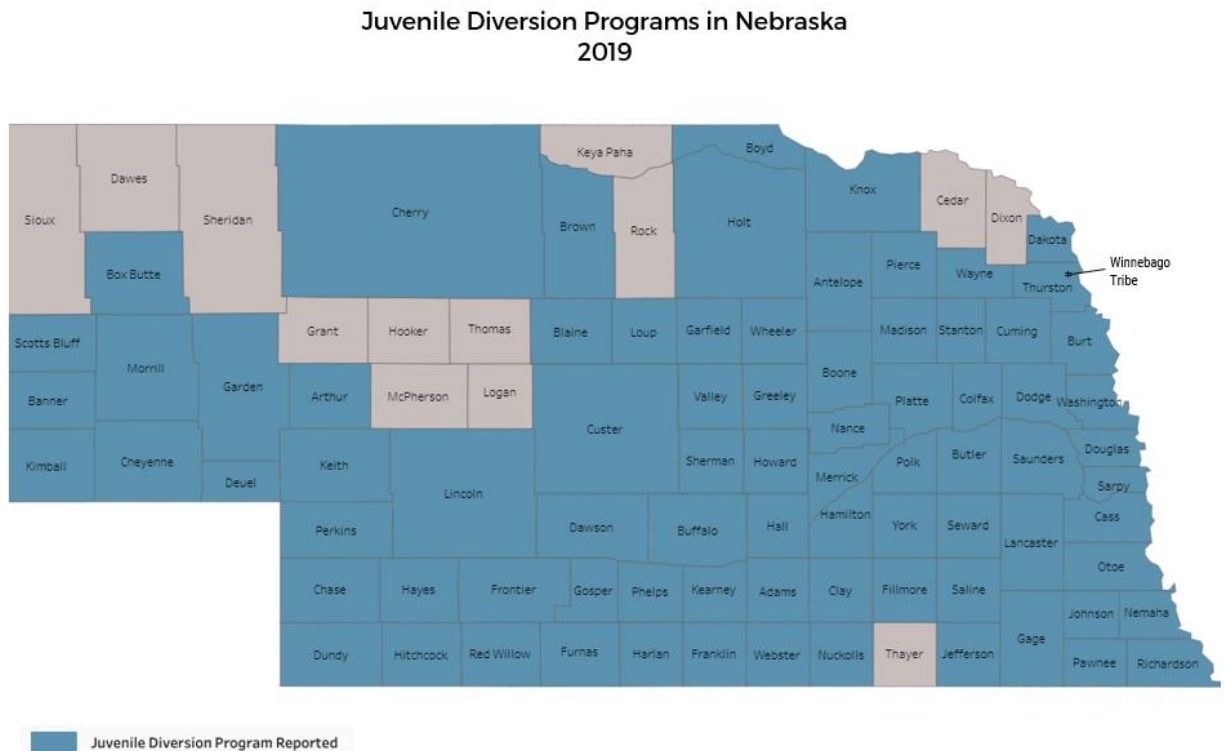 Juvenile Diversion Programs in Nebraska
2019
Keya Paha
Boyd
Dawes
Knox
Cedar
Sioux
Sheridan
Cherry
Brown
Rock
Holt
Dixon
Dakota
Box Butte
Pierce
Wayne
Winnebago
Tribe
Antelope
Thurston
Grant
Hooker
Thomas
Blaine
Loup
Garfield
Wheeler
Madison
Stanton
Cuming
Scotts Bluff
Burt
Morrill
Boone
Garden
Banner
Arthur
McPherson
Logan
Valley
Greeley
Platte
Colfax
Dodge
Washington
Custer
Nance
Kimball
Cheyenne
Keith
Sherman
Howard
Polk
Butler
Saunders
Douglas
Deuel
Lincoln
Merrick
Sarpy
Perkins
Dawson
Buffalo
Hall
Hamilton
York
Seward
Cass
Lancaster
Otoe
Chase
Hayes
Frontier
Gosper
Phelps
Kearney
Adams
Clay
Fillmore
Saline
Johnson
Nemaha
Gage
Dundy
Hitchcock
Red Willow
Furnas
Harlan
Franklin
Webster
Nuckolls
Thayer
Jefferson
Pawnee
Richardson
Juvenile Diversion Program Reported